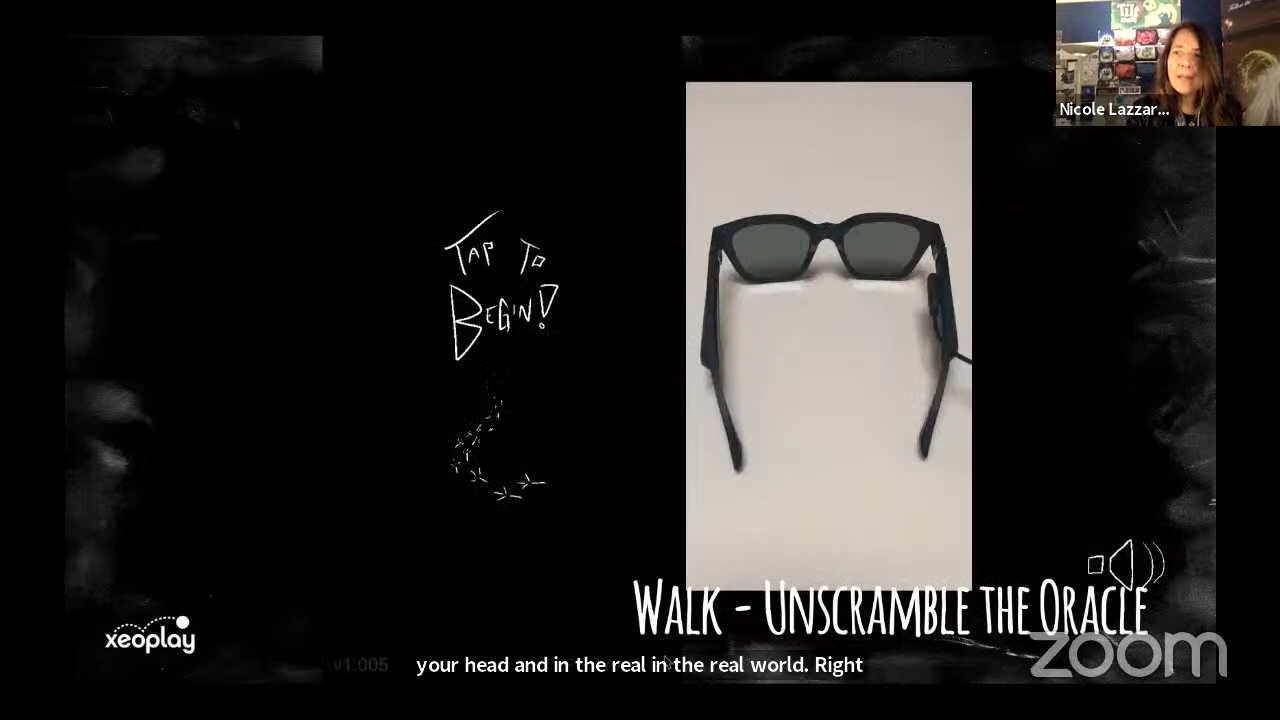 Tilt
Nicole Lazzar...
TAP TO
BEGIN!
WALK - UNSCRAMBLE THE ORACLE
xeoplay
v1.005
your head and in the real in the real world. Right
zoom